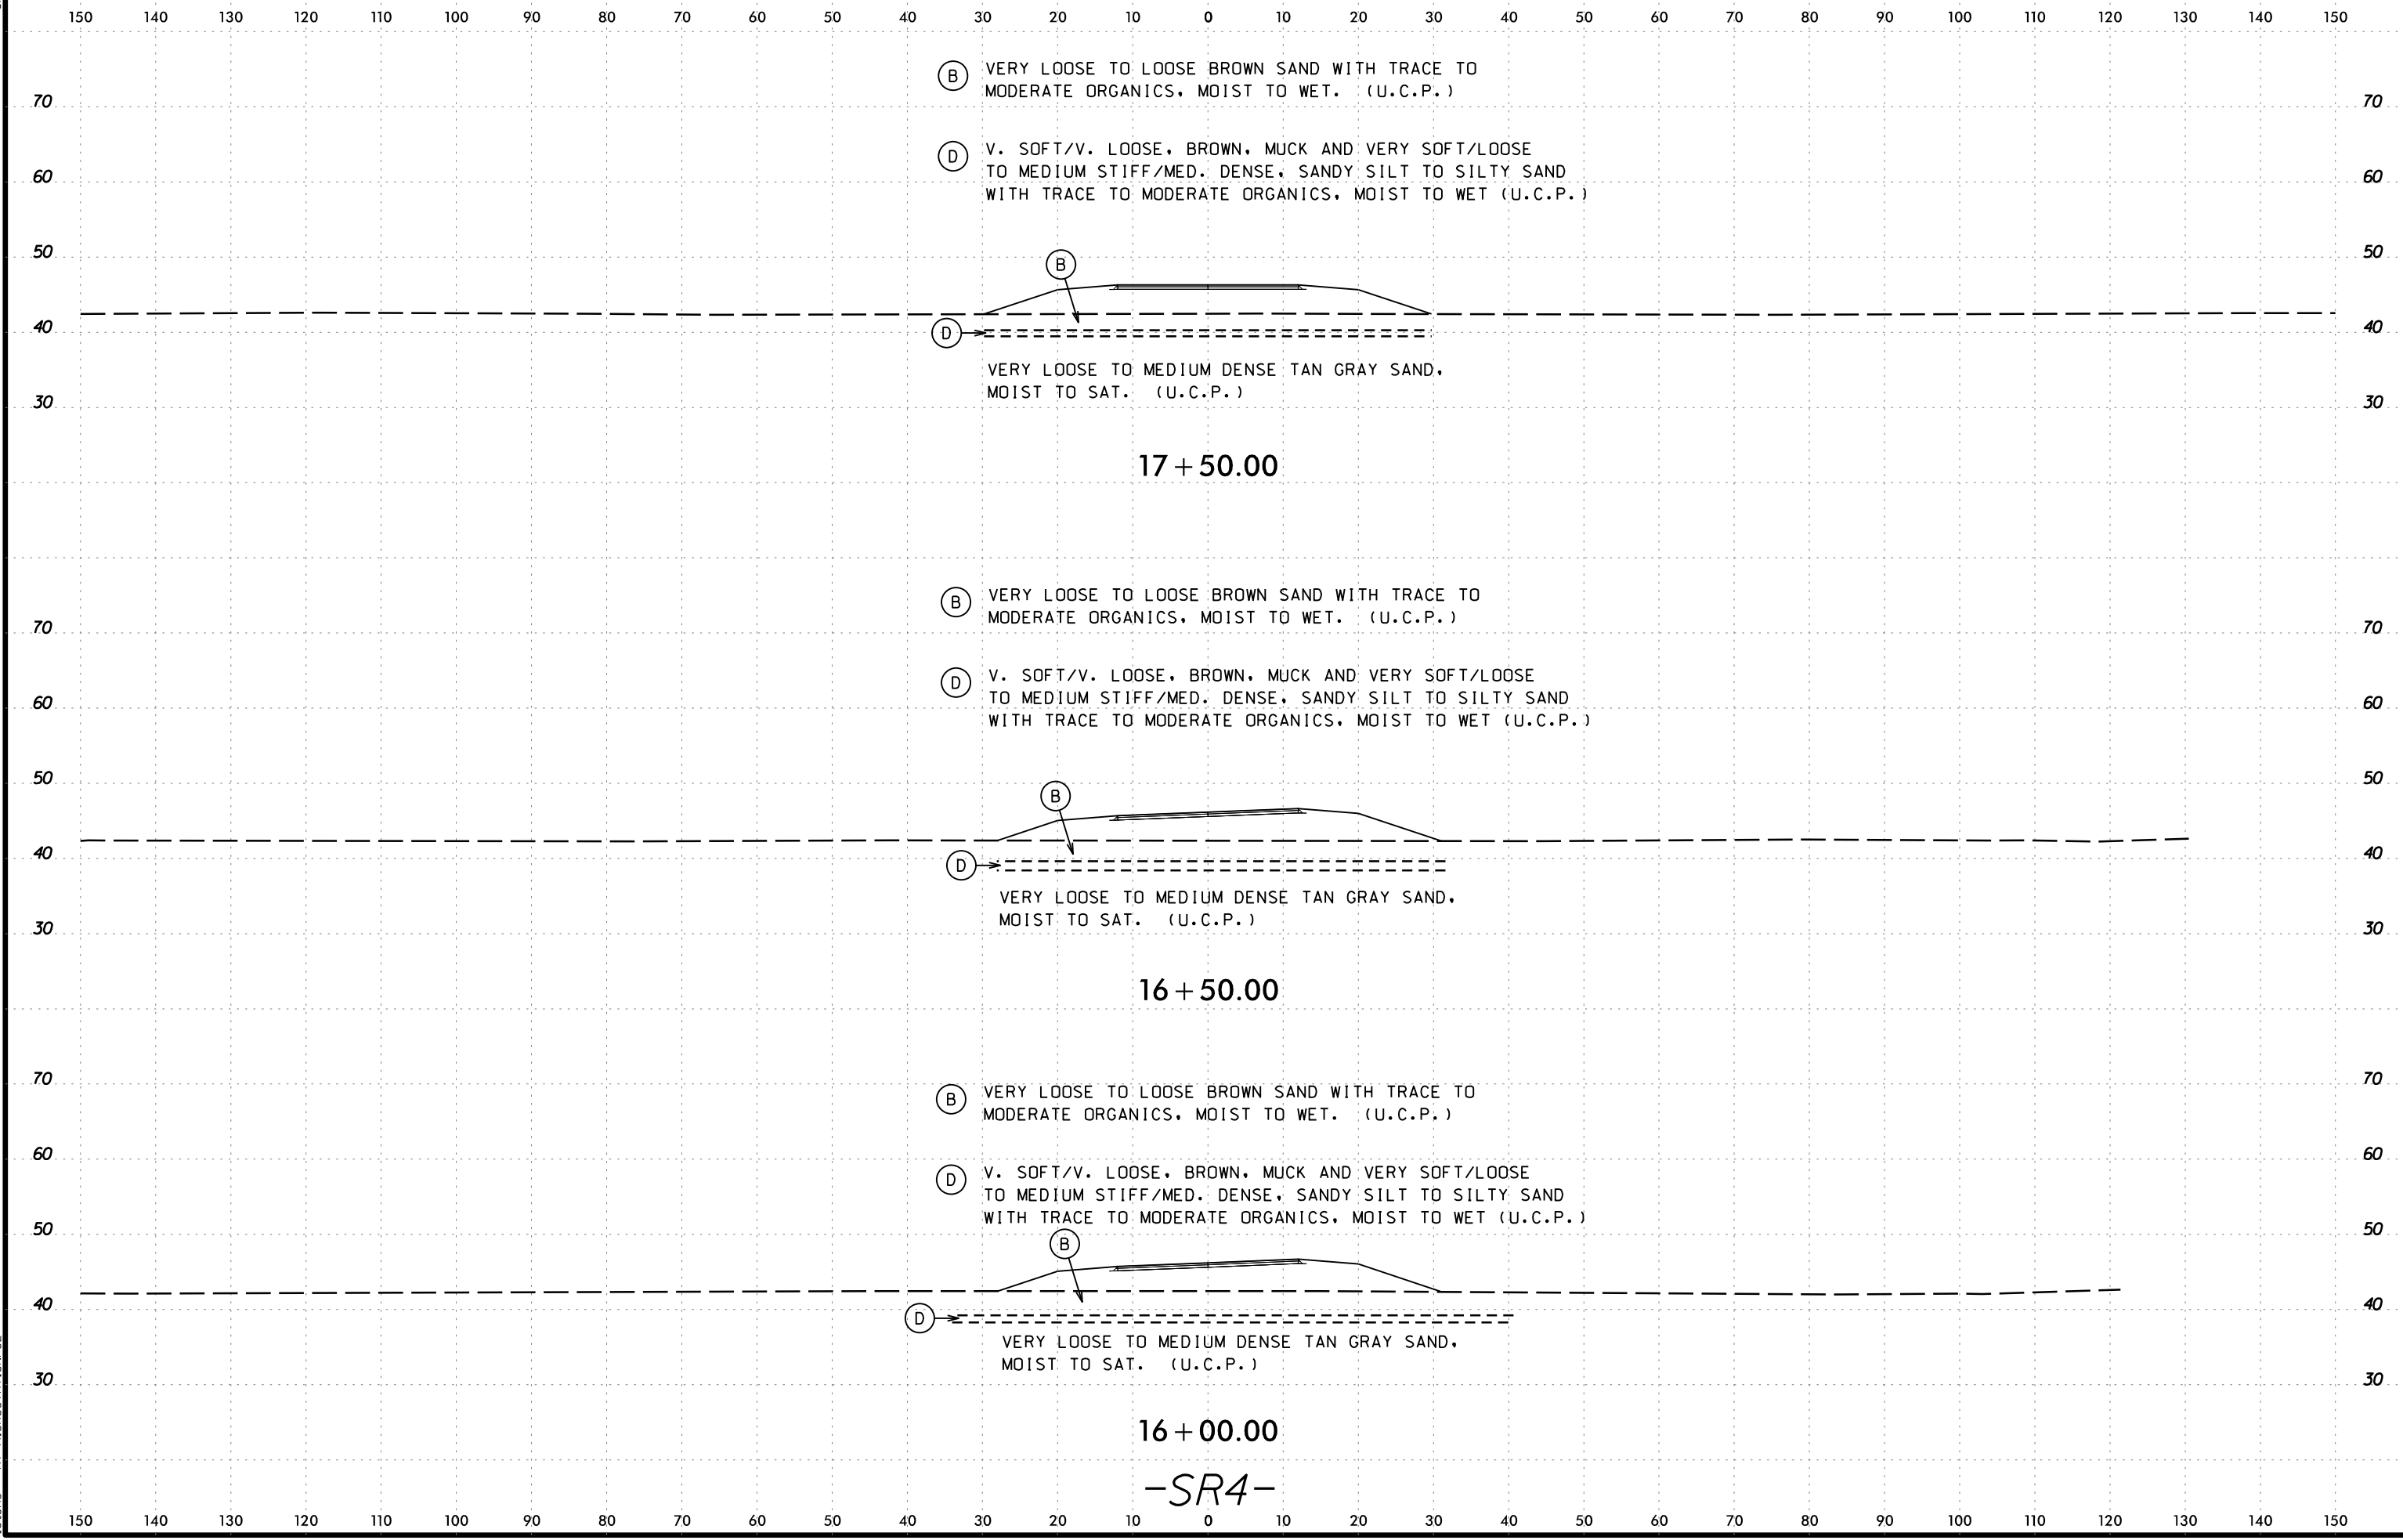 150 140 130 120 110 100 90 80 70 60 50 40 30 20 10 0 10 20 30 40 50 60 70 80 90 100 110 120 130 140 150
B VERY LOOSE TO LOOSE BROWN SAND WITH TRACE TO
MODERATE ORGANICS, MOIST TO WET. (U.C.P.)
70 70
D V. SOFT/V. LOOSE, BROWN, MUCK AND VERY SOFT/LOOSE
TO MEDIUM STIFF/MED. DENSE, SANDY SILT TO SILTY SAND
60 60
WITH TRACE TO MODERATE ORGANICS, MOIST TO WET (U.C.P.)
50 50
B
40 40
D
VERY LOOSE TO MEDIUM DENSE TAN GRAY SAND,
MOIST TO SAT. (U.C.P.)
30 30
17+50.00
B VERY LOOSE TO LOOSE BROWN SAND WITH TRACE TO
MODERATE ORGANICS, MOIST TO WET. (U.C.P.)
70 70
D V. SOFT/V. LOOSE, BROWN, MUCK AND VERY SOFT/LOOSE
TO MEDIUM STIFF/MED. DENSE, SANDY SILT TO SILTY SAND
60 60
WITH TRACE TO MODERATE ORGANICS, MOIST TO WET (U.C.P.)
50 50
B
40 40
D
VERY LOOSE TO MEDIUM DENSE TAN GRAY SAND,
MOIST TO SAT. (U.C.P.)
30 30
16+50.00
70 70
B VERY LOOSE TO LOOSE BROWN SAND WITH TRACE TO
MODERATE ORGANICS, MOIST TO WET. (U.C.P.)
60 60
D V. SOFT/V. LOOSE, BROWN, MUCK AND VERY SOFT/LOOSE
TO MEDIUM STIFF/MED. DENSE, SANDY SILT TO SILTY SAND
WITH TRACE TO MODERATE ORGANICS, MOIST TO WET (U.C.P.)
50 50
B
40 40
D
VERY LOOSE TO MEDIUM DENSE TAN GRAY SAND,
MOIST TO SAT. (U.C.P.)
30 30
16+00.00
-SR4-
150 140 130 120 110 100 90 80 70 60 50 40 30 20 10 0 10 20 30 40 50 60 70 80 90 100 110 120 130 140 150